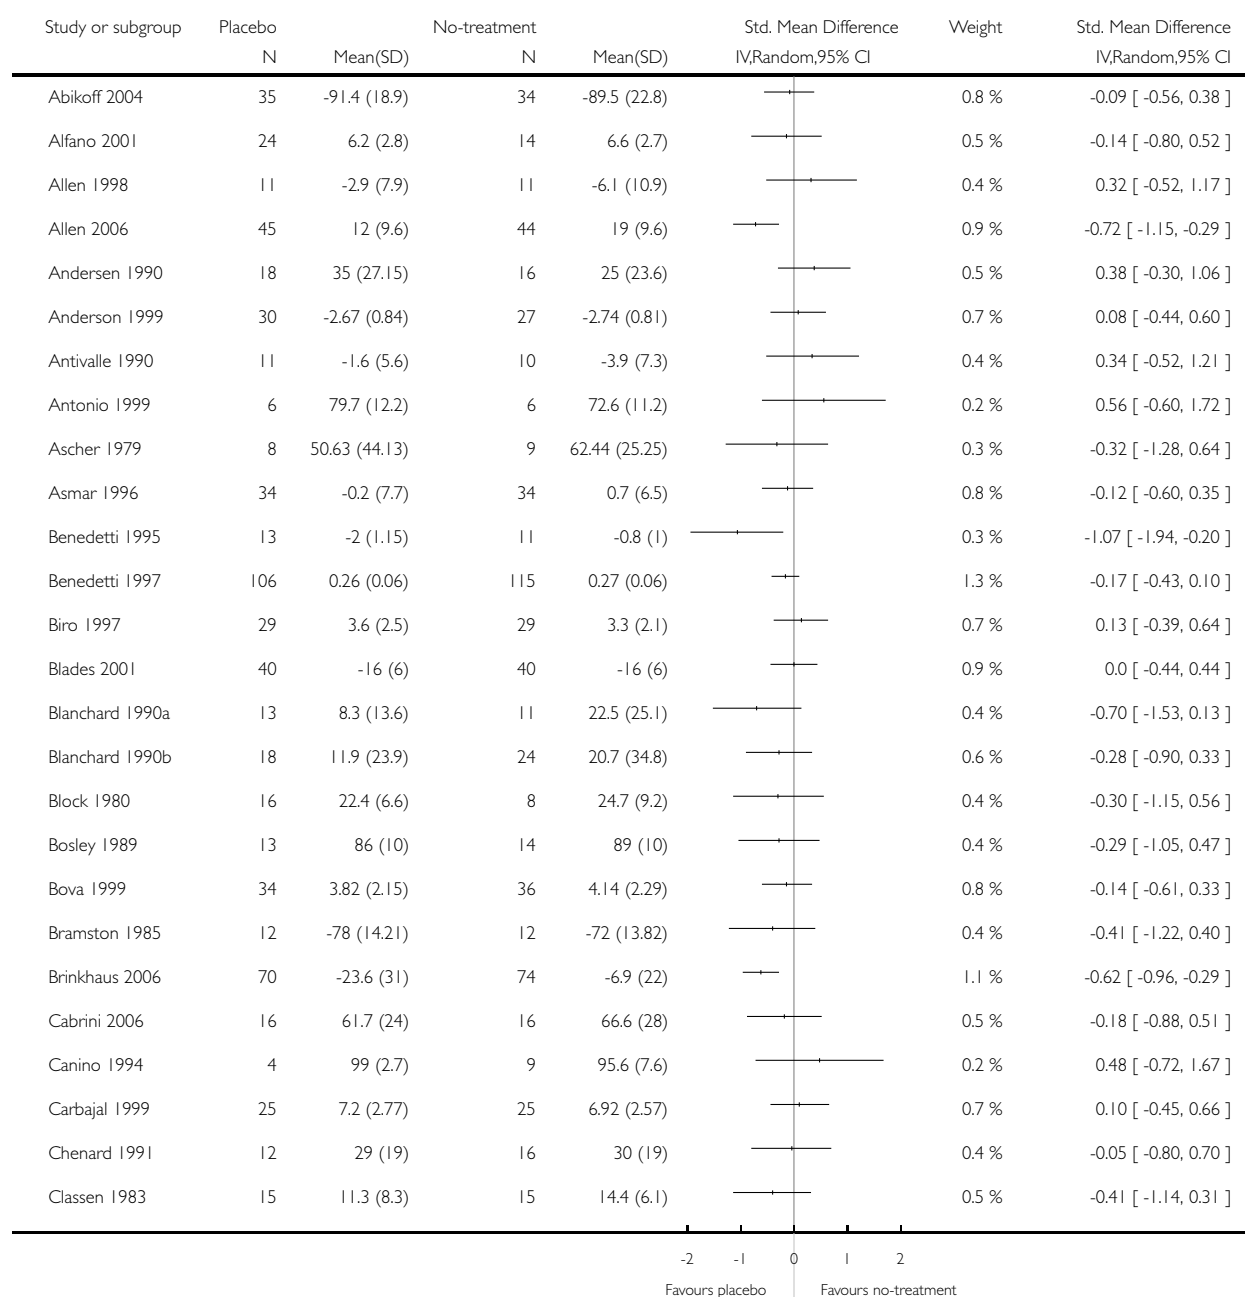 Study or subgroup Placebo No-treatment Std. Mean Difference Weight Std. Mean Difference
N Mean(SD) N Mean(SD) IV,Random,95% CI IV,Random,95% CI
Abikoff 2004 35 -91.4 (18.9) 34 -89.5 (22.8) 0.8 % -0.09 [ -0.56, 0.38 ]
Alfano 2001 24 6.2 (2.8) 14 6.6 (2.7) 0.5 % -0.14 [ -0.80, 0.52 ]
Allen 1998 11 -2.9 (7.9) 11 -6.1 (10.9) 0.4 % 0.32 [ -0.52, 1.17 ]
Allen 2006 45 12 (9.6) 44 19 (9.6) 0.9 % -0.72 [ -1.15, -0.29 ]
Andersen 1990 18 35 (27.15) 16 25 (23.6) 0.5 % 0.38 [ -0.30, 1.06 ]
Anderson 1999 30 -2.67 (0.84) 27 -2.74 (0.81) 0.7 % 0.08 [ -0.44, 0.60 ]
Antivalle 1990 11 -1.6 (5.6) 10 -3.9 (7.3) 0.4 % 0.34 [ -0.52, 1.21 ]
Antonio 1999 6 79.7 (12.2) 6 72.6 (11.2) 0.2 % 0.56 [ -0.60, 1.72 ]
Ascher 1979 8 50.63 (44.13) 9 62.44 (25.25) 0.3 % -0.32 [ -1.28, 0.64 ]
Asmar 1996 34 -0.2 (7.7) 34 0.7 (6.5) 0.8 % -0.12 [ -0.60, 0.35 ]
Benedetti 1995 13 -2 (1.15) 11 -0.8 (1) 0.3 % -1.07 [ -1.94, -0.20 ]
Benedetti 1997 106 0.26 (0.06) 115 0.27 (0.06) 1.3 % -0.17 [ -0.43, 0.10 ]
Biro 1997 29 3.6 (2.5) 29 3.3 (2.1) 0.7 % 0.13 [ -0.39, 0.64 ]
Blades 2001 40 -16 (6) 40 -16 (6) 0.9 % 0.0 [ -0.44, 0.44 ]
Blanchard 1990a 13 8.3 (13.6) 11 22.5 (25.1) 0.4 % -0.70 [ -1.53, 0.13 ]
Blanchard 1990b 18 11.9 (23.9) 24 20.7 (34.8) 0.6 % -0.28 [ -0.90, 0.33 ]
Block 1980 16 22.4 (6.6) 8 24.7 (9.2) 0.4 % -0.30 [ -1.15, 0.56 ]
Bosley 1989 13 86 (10) 14 89 (10) 0.4 % -0.29 [ -1.05, 0.47 ]
Bova 1999 34 3.82 (2.15) 36 4.14 (2.29) 0.8 % -0.14 [ -0.61, 0.33 ]
Bramston 1985 12 -78 (14.21) 12 -72 (13.82) 0.4 % -0.41 [ -1.22, 0.40 ]
Brinkhaus 2006 70 -23.6 (31) 74 -6.9 (22) 1.1 % -0.62 [ -0.96, -0.29 ]
Cabrini 2006 16 61.7 (24) 16 66.6 (28) 0.5 % -0.18 [ -0.88, 0.51 ]
Canino 1994 4 99 (2.7) 9 95.6 (7.6) 0.2 % 0.48 [ -0.72, 1.67 ]
Carbajal 1999 25 7.2 (2.77) 25 6.92 (2.57) 0.7 % 0.10 [ -0.45, 0.66 ]
Chenard 1991 12 29 (19) 16 30 (19) 0.4 % -0.05 [ -0.80, 0.70 ]
Classen 1983 15 11.3 (8.3) 15 14.4 (6.1) 0.5 % -0.41 [ -1.14, 0.31 ]
-2 -1 0 1 2
Favours placebo Favours no-treatment